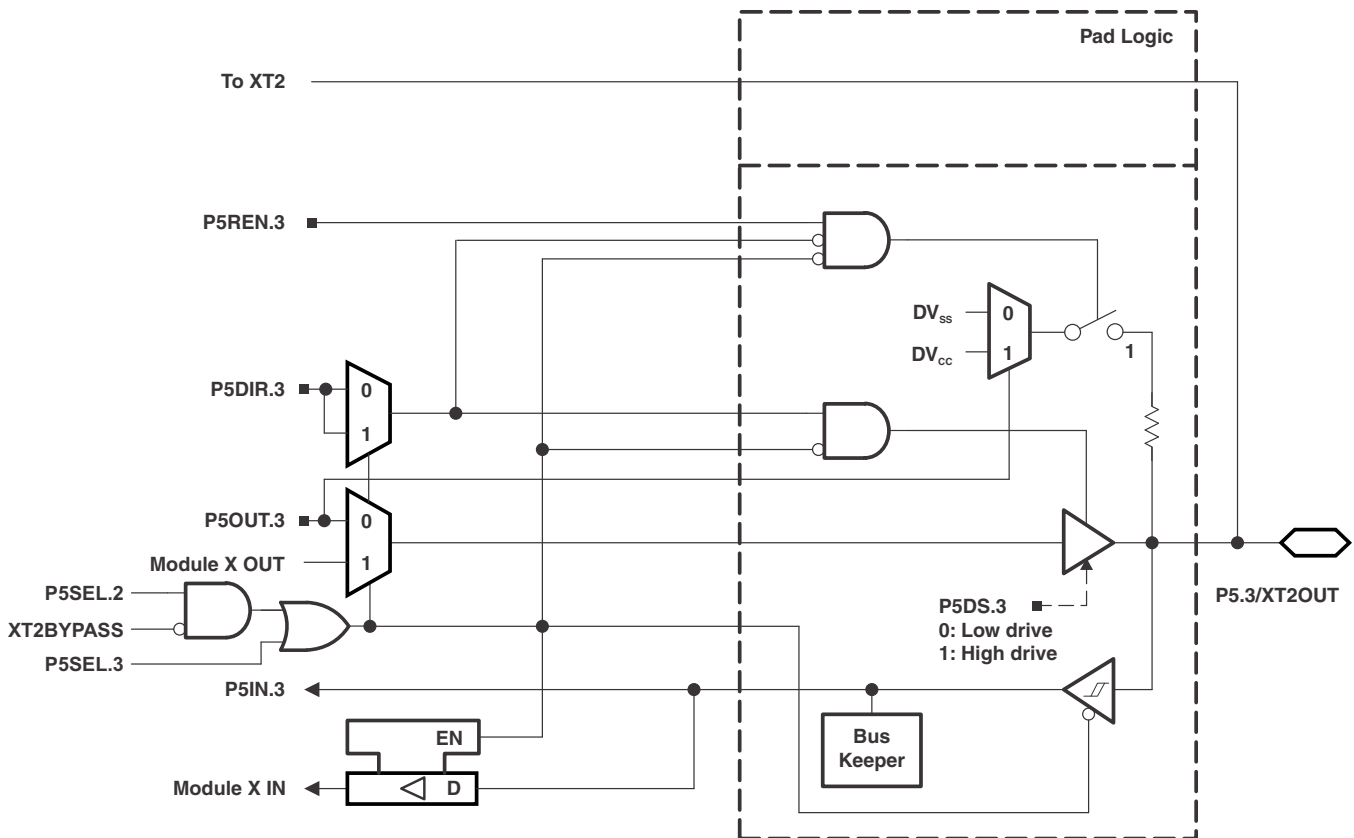 Pad Logic
To XT2
P5REN.3
DVSS
0
DVCC
1
1
P5DIR.3
0
1
P5OUT.3
0
Module X OUT
1
P5SEL.2
XT2BYPASS
P5SEL.3
P5DS.3
0: Low drive
1: High drive
P5.3/XT2OUT
P5IN.3
EN
Bus
Keeper
Module X IN
D